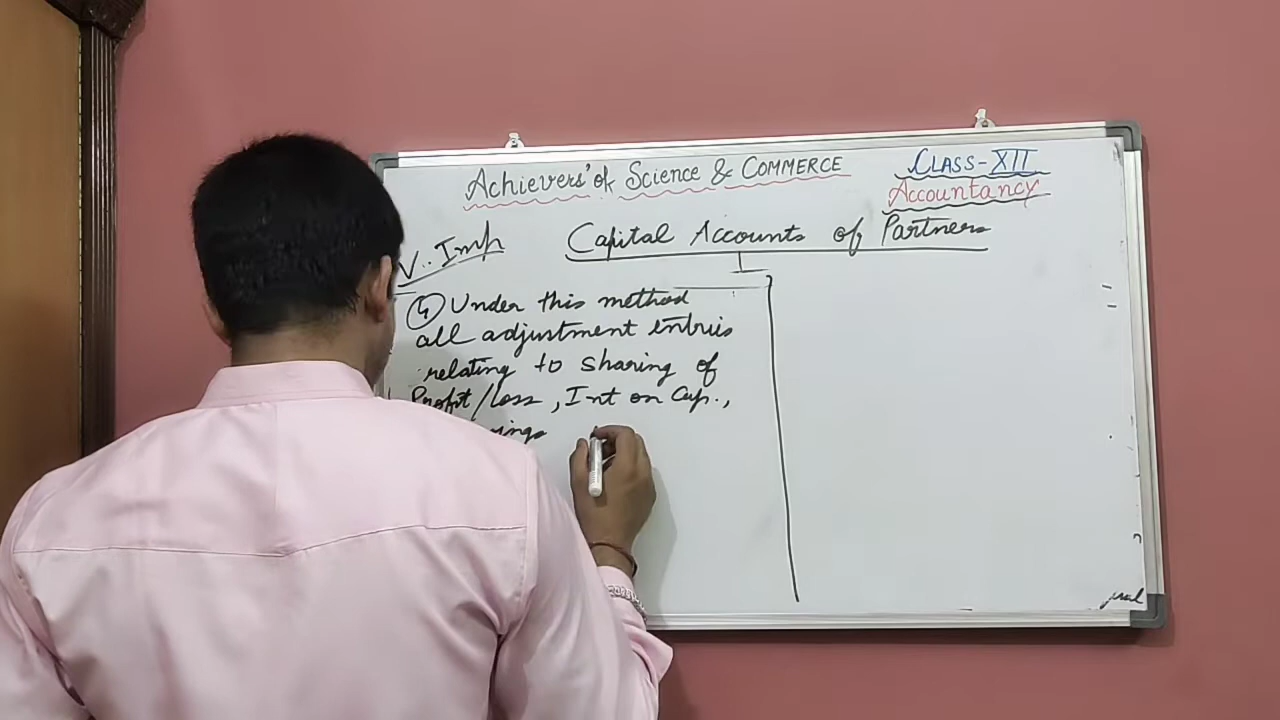 Achievers' of Science & Commerce
CLASS-XII
Accountancy
V. Imp
Capital Accounts of Partners
④ Under this method
all adjustment entries
relating to sharing of
Profit/loss, Int on Cap.,